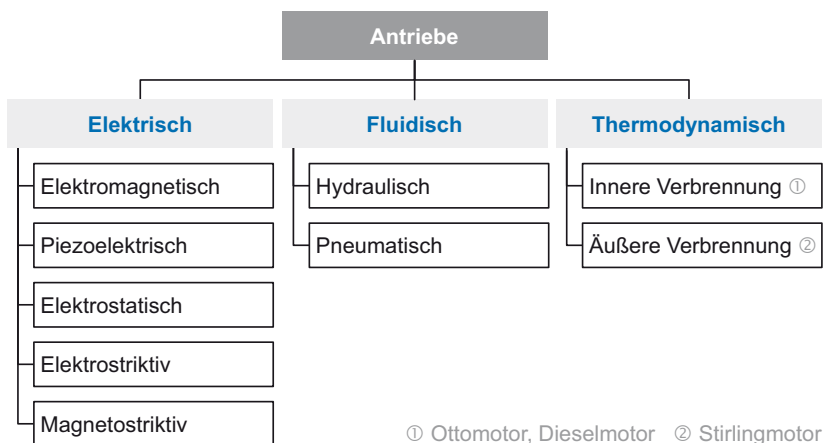 Antriebe
Elektrisch
Elektromagnetisch
Piezoelektrisch
Elektrostatisch
Elektrostriktiv
Magnetostriktiv
Fluidisch
Hydraulisch
Pneumatisch
Thermodynamisch
Innere Verbrennung ①
Äußere Verbrennung ②
① Ottomotor, Dieselmotor ② Stirlingmotor